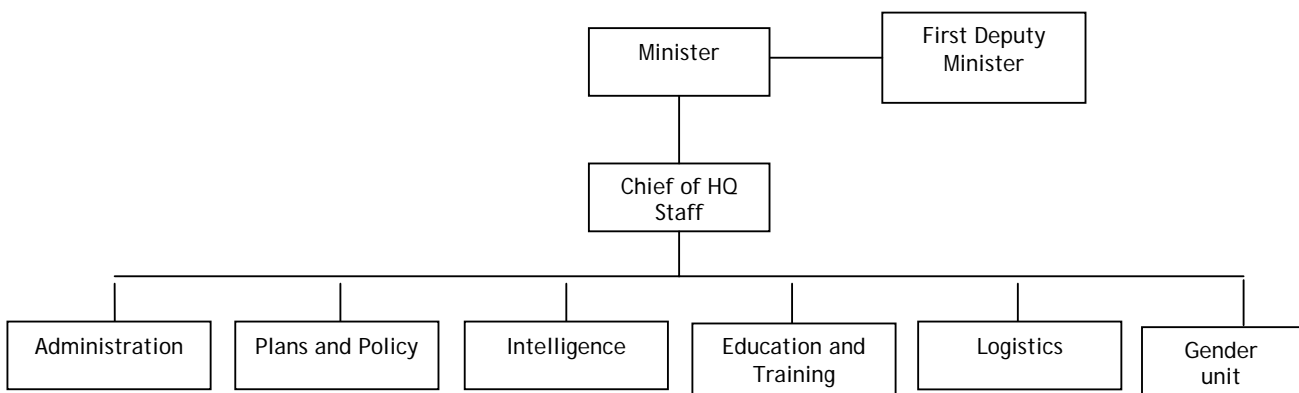 Minister
First Deputy
Minister
Chief of HQ
Staff
Administration
Plans and Policy
Intelligence
Education and
Training
Logistics
Gender
unit